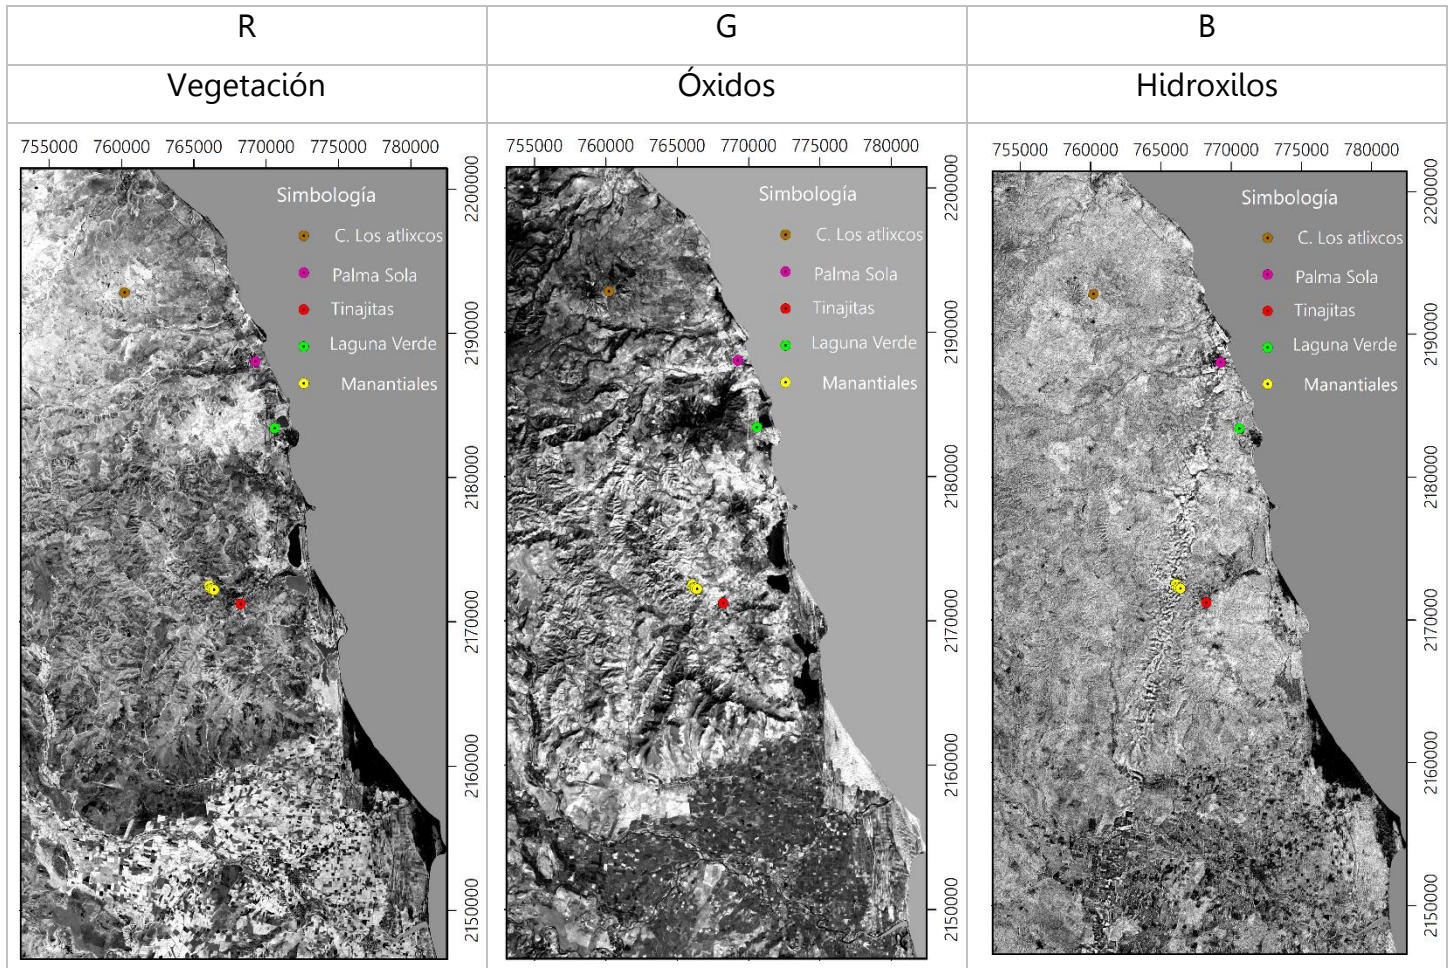 R
G
B
Vegetación
Óxidos
Hidroxilos
755000 760000 765000 770000 775000 780000
Simbología
C. Los atlixcos
Palma Sola
Tinajitas
Laguna Verde
Manantiales
2200000
2190000
2180000
2170000
2160000
2150000
755000 760000 765000 770000 775000 780000
Simbología
C. Los atlixcos
Palma Sola
Tinajitas
Laguna Verde
Manantiales
2200000
2190000
2180000
2170000
2160000
2150000
755000 760000 765000 770000 775000 780000
Simbología
C. Los atlixcos
Palma Sola
Tinajitas
Laguna Verde
Manantiales
2200000
2190000
2180000
2170000
2160000
2150000